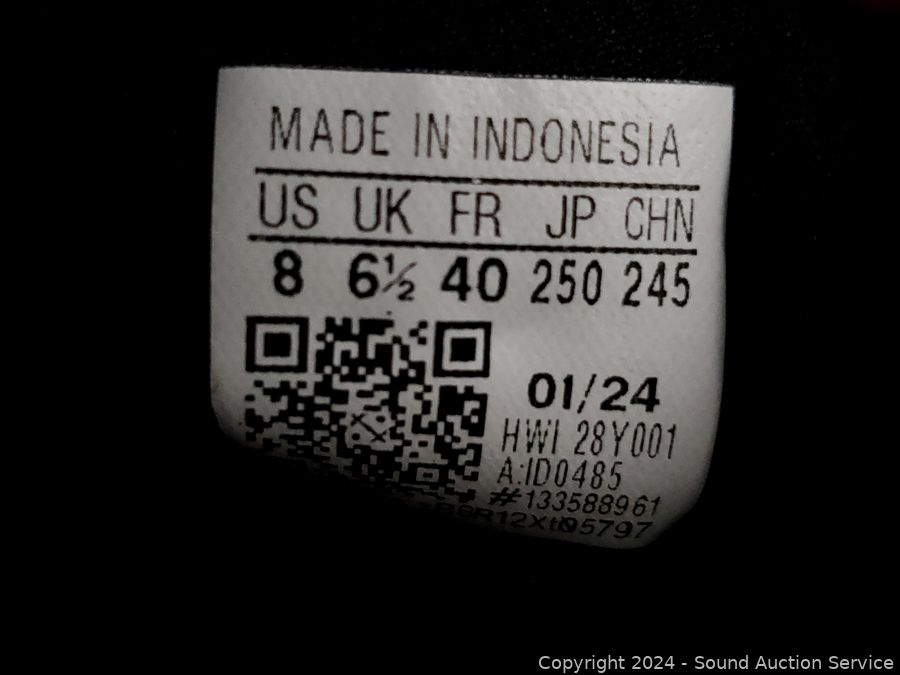 MADE IN INDONESIA
US UK FR JP CHN
8 6½ 40 250 245
01/24
HWI 28Y001
A:ID0485
#133588961
Copyright 2024 - Sound Auction Service